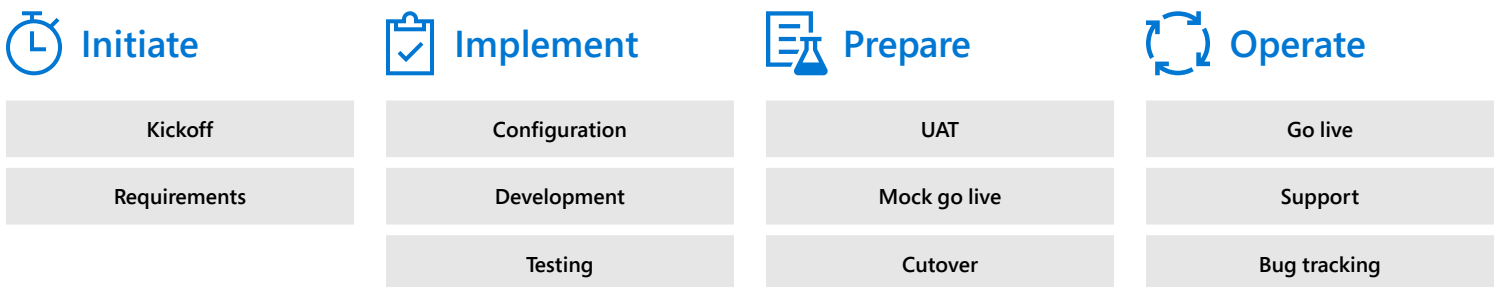 Initiate
Kickoff
Requirements
Implement
Configuration
Development
Testing
Prepare
UAT
Mock go live
Cutover
Operate
Go live
Support
Bug tracking